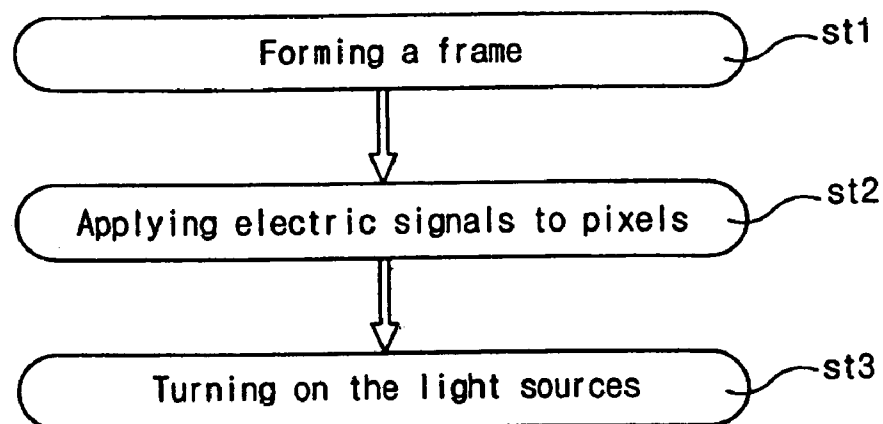 Forming a frame st1
Applying electric signals to pixels st2
Turning on the light sources st3